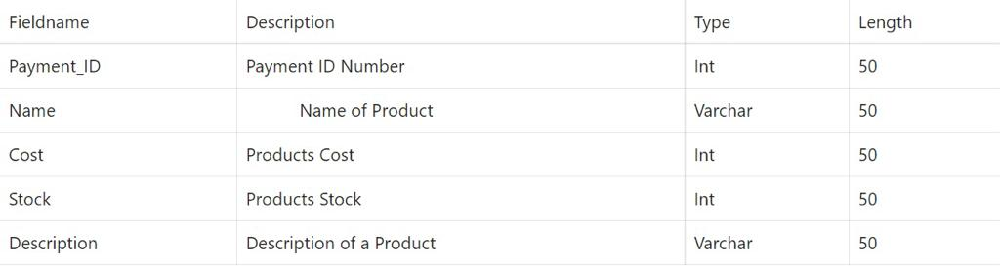 Fieldname Description Type Length
Payment_ID Payment ID Number Int 50
Name Name of Product Varchar 50
Cost Products Cost Int 50
Stock Products Stock Int 50
Description Description of a Product Varchar 50